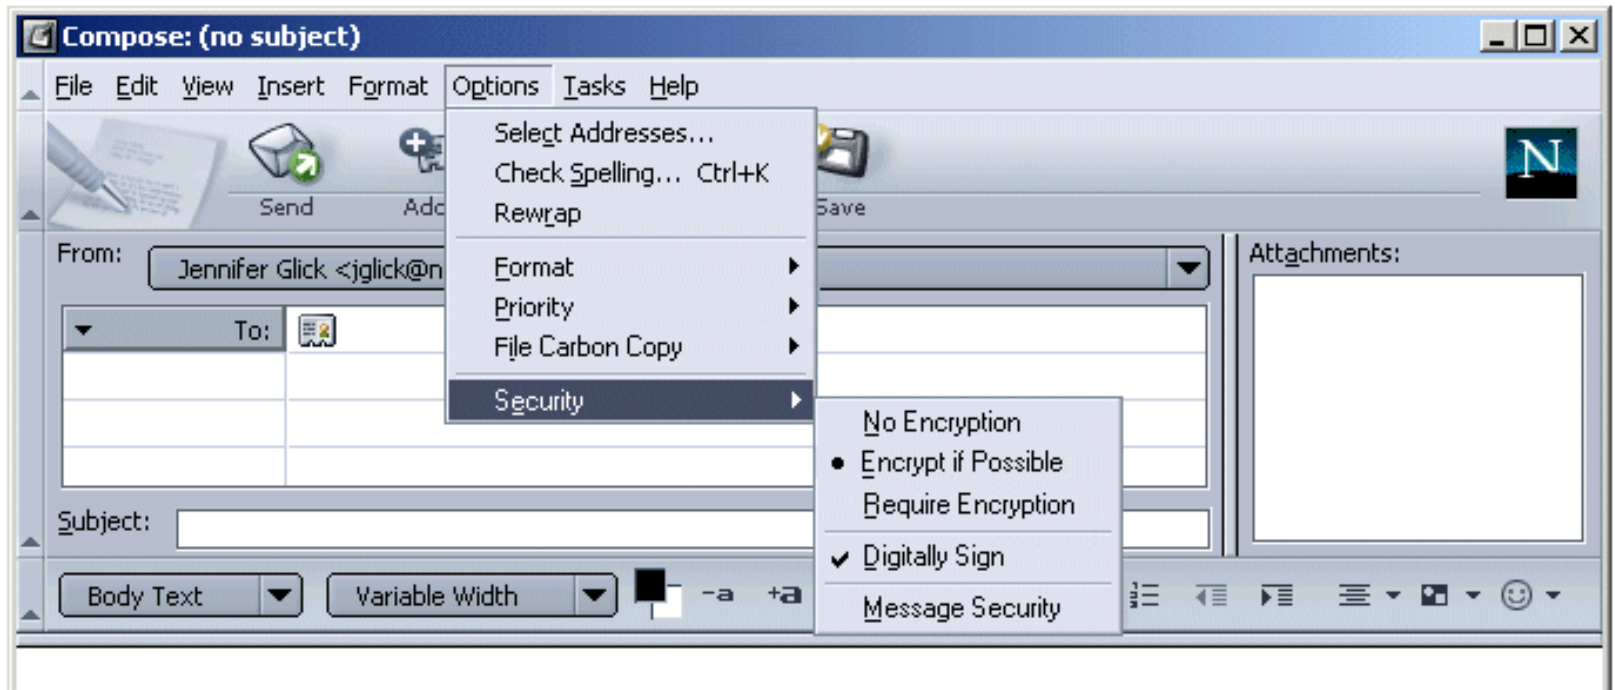 Compose: (no subject)
File Edit View Insert Format Options Tasks Help
Select Addresses...
Check Spelling... Ctrl+K
Rewrap
Format
Priority
File Carbon Copy
Security
No Encryption
Encrypt if Possible
Require Encryption
Digitally Sign
Message Security
Send Save
N
From: Jennifer Glick <jglick@n
Attachments:
To:
Subject:
Body Text Variable Width -a +a